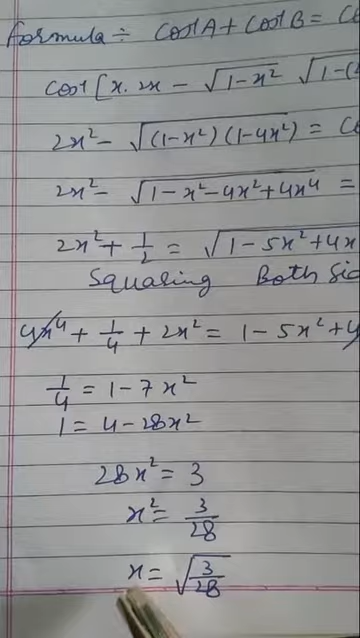 Formula ÷ Cos⁻¹A + Cos⁻¹B =
Cos⁻¹[x·2x − √(1−x²) √(1−
2x² − √((1−x²)(1−4x²)) =
2x² − √(1−x²−4x²+4x⁴) =
2x² + 1/2 = √(1−5x²+4x
Squaring Both Sid
4x⁴ + 1/4 + 2x² = 1−5x²+4
1/4 = 1−7x²
1 = 4−28x²
28x² = 3
x² = 3/28
x = √(3/28)